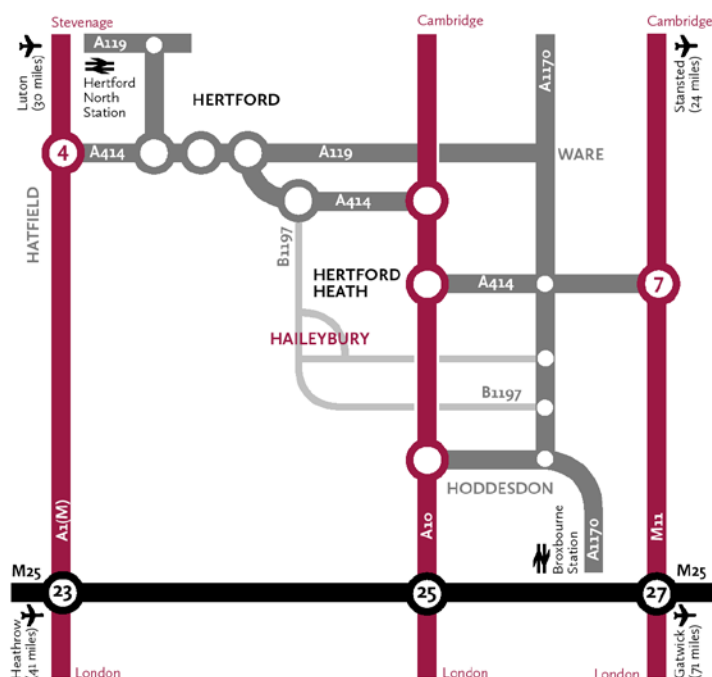 Stevenage
Cambridge
Cambridge
Luton
(30 miles)
A119
Hertford
North
Station
HERTFORD
A1170
Stansted
(24 miles)
4
A414
A119
WARE
HATFIELD
A414
B1197
HERTFORD
HEATH
A414
7
HAILEYBURY
B1197
HODDESDON
A1(M)
A10
Broxbourne
Station
A1170
M11
M25
23
25
27
M25
Heathrow
(41 miles)
Gatwick
(71 miles)
London
London
London